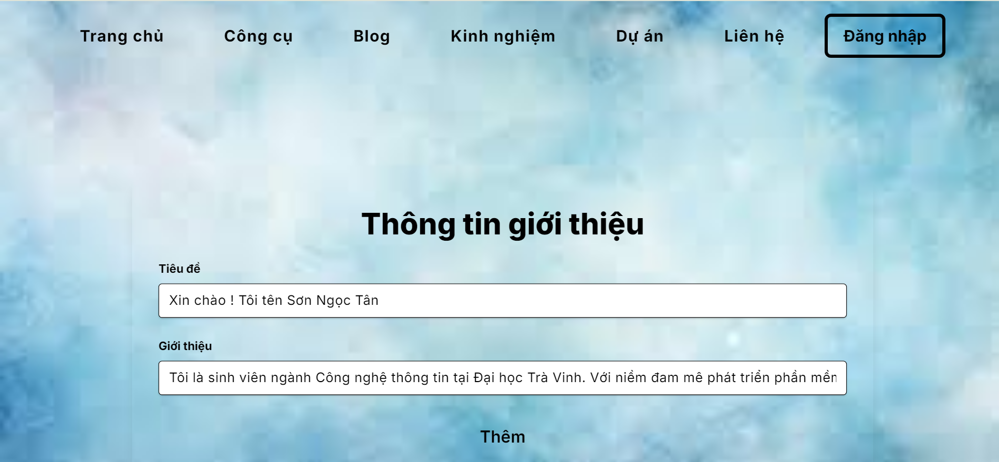 Trang chủ Công cụ Blog Kinh nghiệm Dự án Liên hệ Đăng nhập
Thông tin giới thiệu
Tiêu đề
Xin chào ! Tôi tên Sơn Ngọc Tân
Giới thiệu
Tôi là sinh viên ngành Công nghệ thông tin tại Đại học Trà Vinh. Với niềm đam mê phát triển phần
Thêm